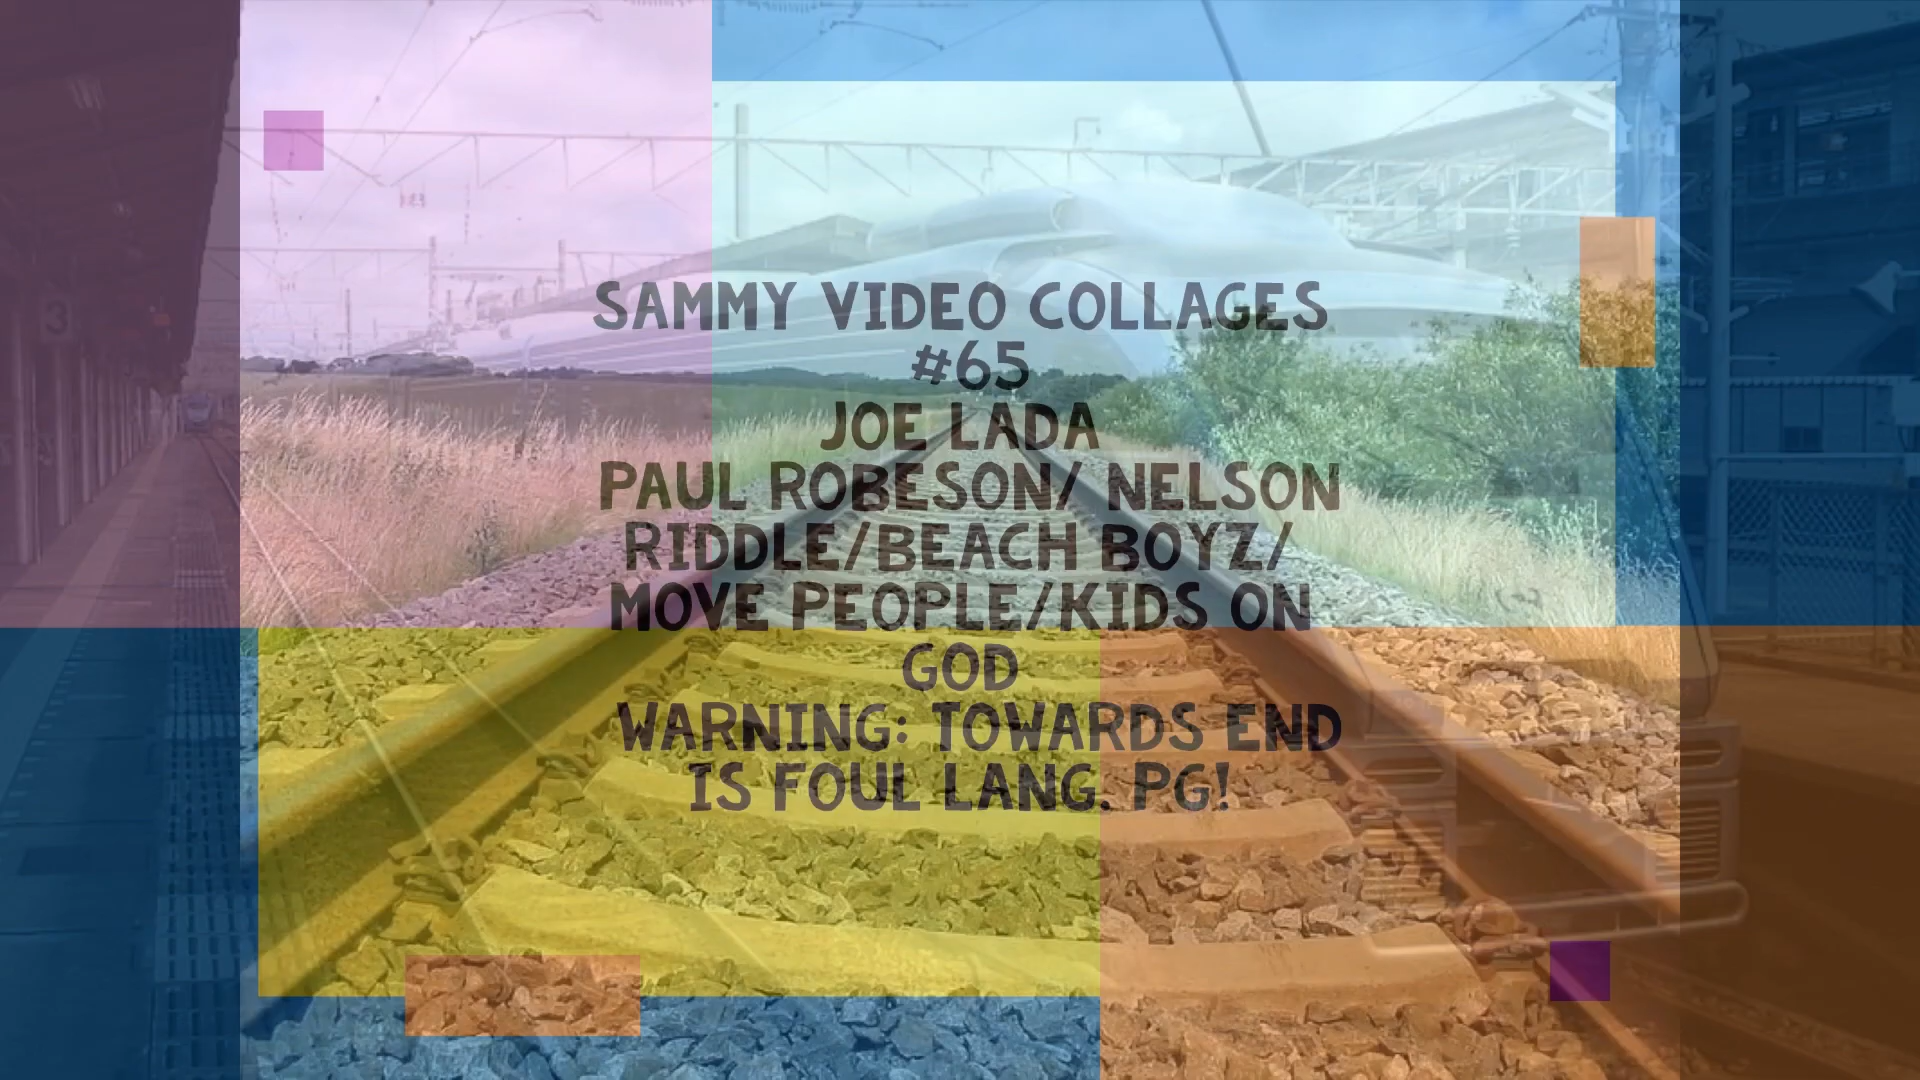 SAMMY VIDEO COLLAGES
#65
JOE LADA
PAUL ROBESON/ NELSON
RIDDLE/BEACH BOYZ/
MOVE PEOPLE/KIDS ON
GOD
WARNING: TOWARDS END
IS FOUL LANG. PG!
3